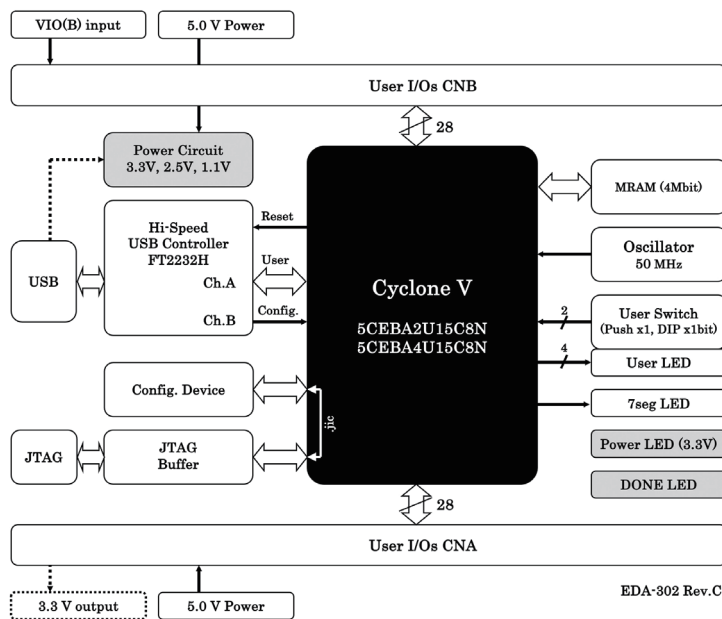 VIO(B) input
5.0 V Power
User I/Os CNB
28
Power Circuit
3.3V, 2.5V, 1.1V
MRAM (4Mbit)
Hi-Speed
USB Controller
FT2232H
Reset
Oscillator
50 MHz
USB
User
Ch.A
Cyclone V
Ch.B
Config.
5CEBA2U15C8N
5CEBA4U15C8N
2
User Switch
(Push x1, DIP x1bit)
4
User LED
Config. Device
7seg LED
.jic
JTAG
JTAG
Buffer
Power LED (3.3V)
DONE LED
28
User I/Os CNA
3.3 V output
5.0 V Power
EDA-302 Rev.C